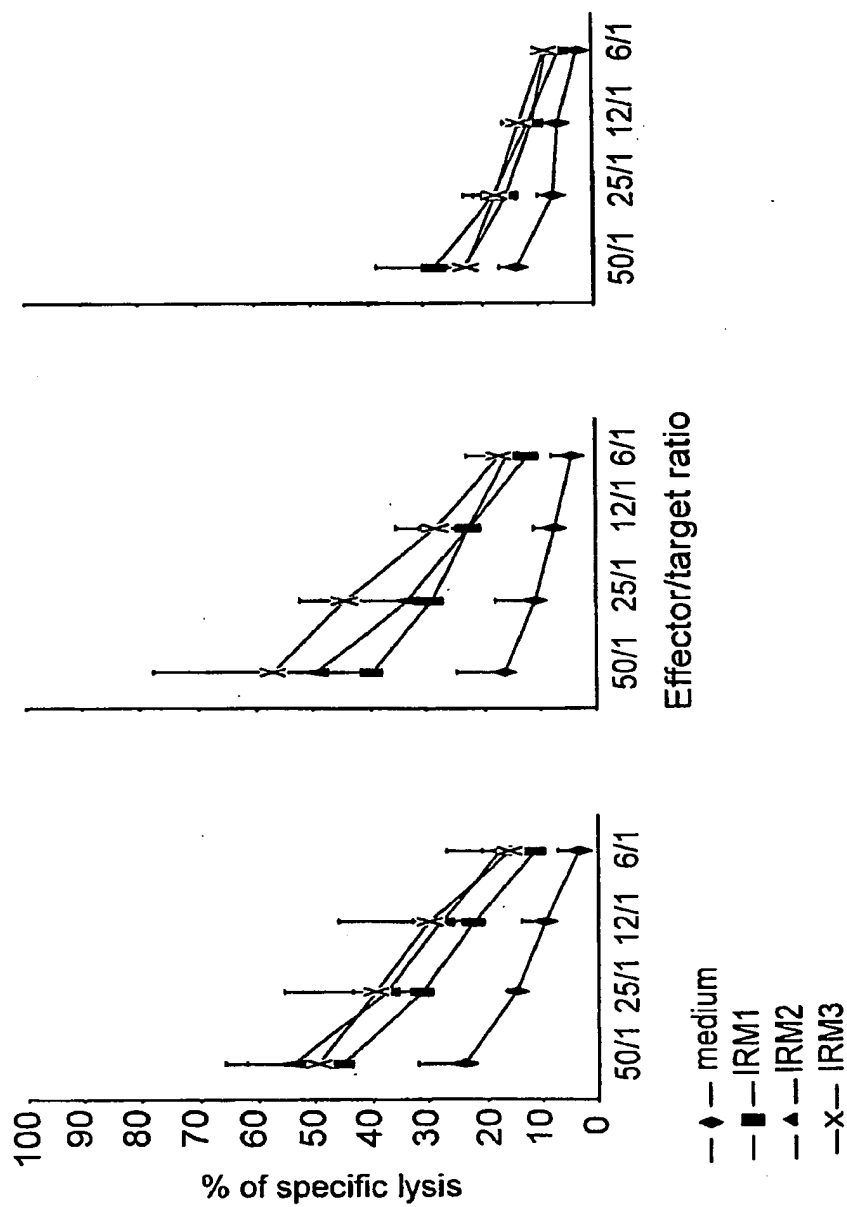 % of specific lysis
100
90
80
70
60
50
40
30
20
10
0
50/1 25/1 12/1 6/1
50/1 25/1 12/1 6/1
50/1 25/1 12/1 6/1
Effector/target ratio
medium
IRM1
IRM2
IRM3